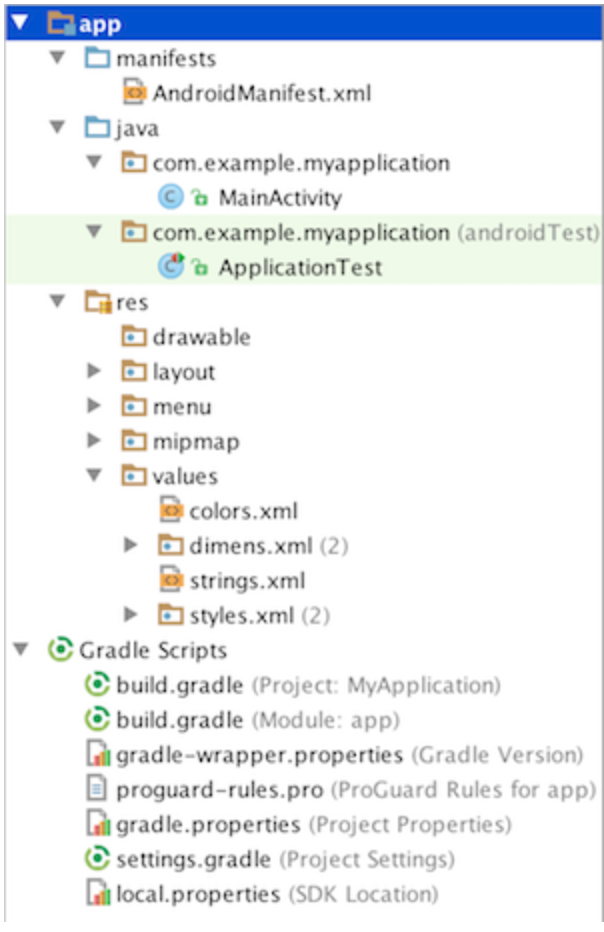 app
manifests
AndroidManifest.xml
java
com.example.myapplication
MainActivity
com.example.myapplication (androidTest)
ApplicationTest
res
drawable
layout
menu
mipmap
values
colors.xml
dimens.xml (2)
strings.xml
styles.xml (2)
Gradle Scripts
build.gradle (Project: MyApplication)
build.gradle (Module: app)
gradle-wrapper.properties (Gradle Version)
proguard-rules.pro (ProGuard Rules for app)
gradle.properties (Project Properties)
settings.gradle (Project Settings)
local.properties (SDK Location)